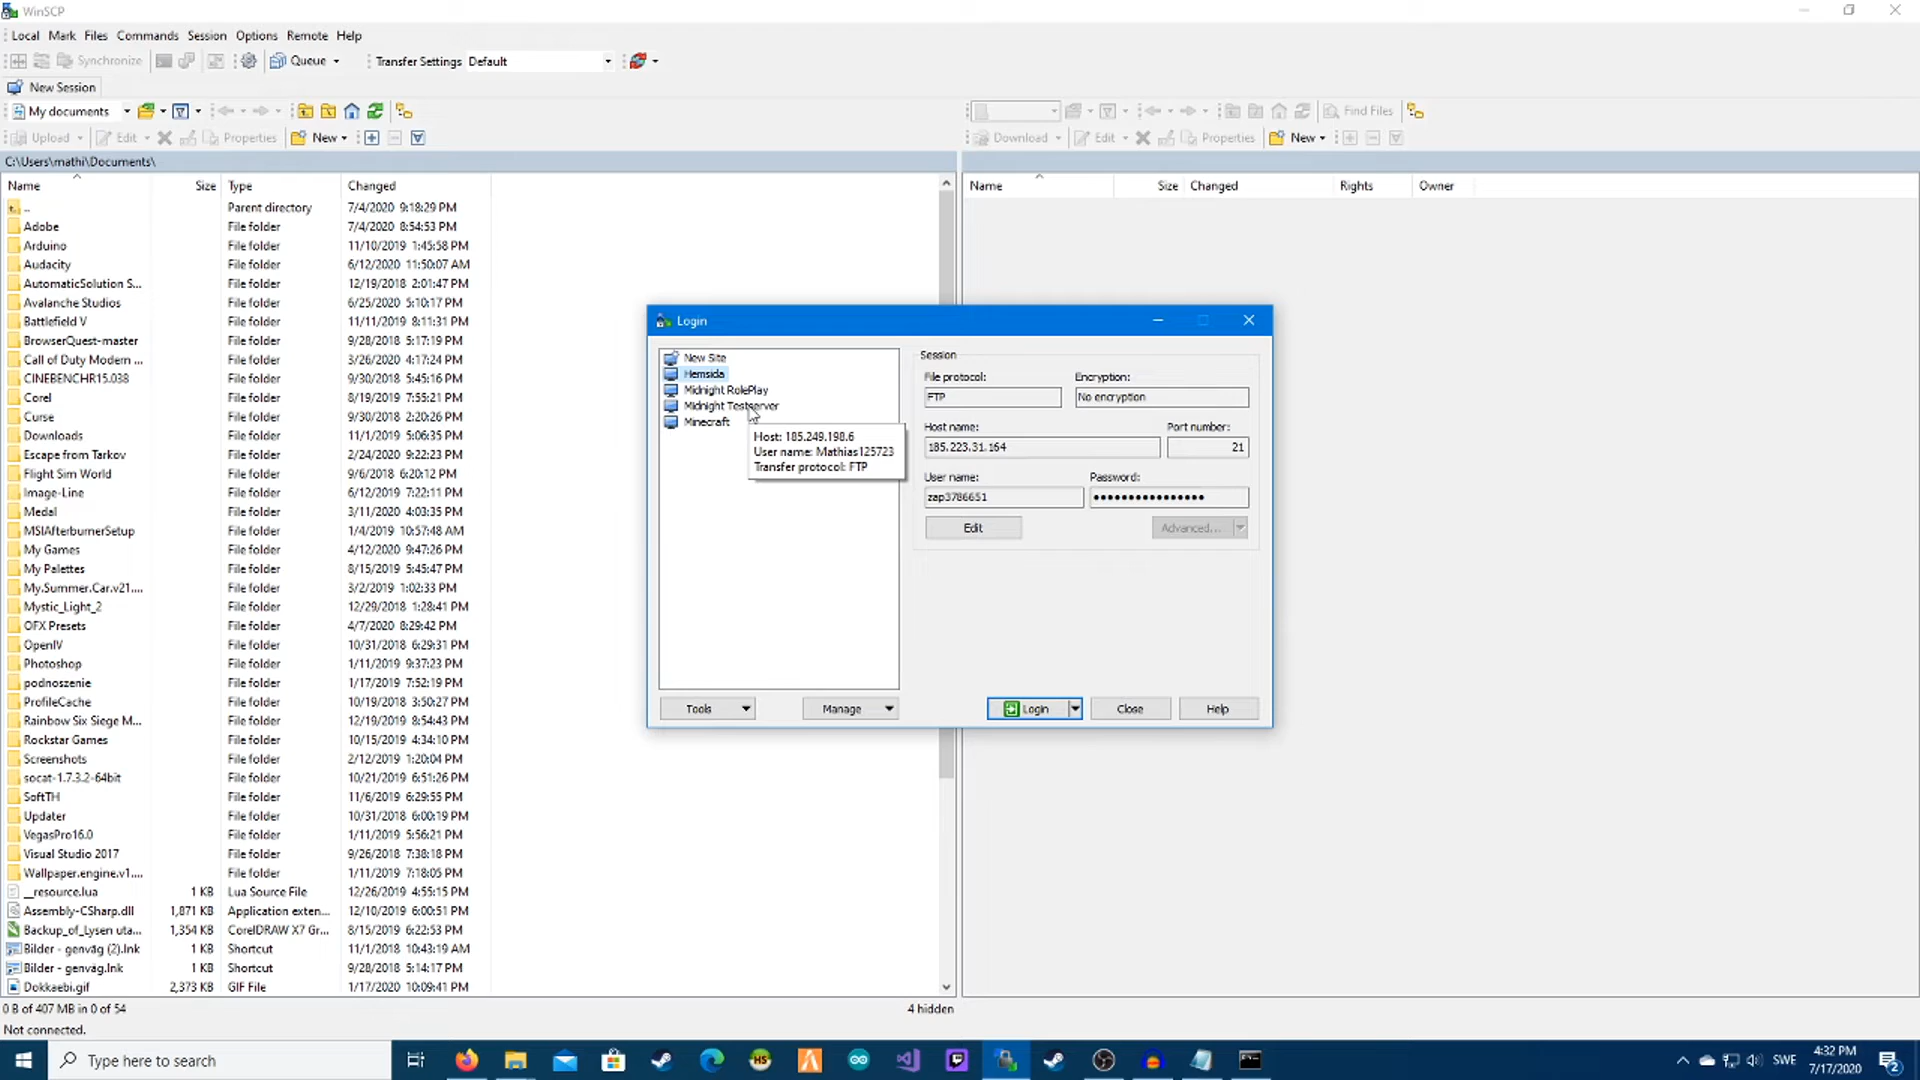 WinSCP
Local Mark Files Commands Session Options Remote Help
Synchronize Queue Transfer Settings Default
New Session
My documents Find Files
Upload Edit Properties New Download Edit Properties New
C:\Users\mathi\Documents\
Name Size Type Changed Name Size Changed Rights Owner
.. Parent directory 7/4/2020 9:18:29 PM
Adobe File folder 7/4/2020 8:54:53 PM
Arduino File folder 11/10/2019 1:45:58 PM
Audacity File folder 6/12/2020 11:50:07 AM
AutomaticSolution S... File folder 12/19/2018 2:01:47 PM
Avalanche Studios File folder 6/25/2020 5:10:17 PM
Battlefield V File folder 11/11/2019 8:11:31 PM
BrowserQuest-master File folder 9/28/2018 5:17:19 PM
Call of Duty Modern ... File folder 3/26/2020 4:17:24 PM
CINEBENCHR15.038 File folder 9/30/2018 5:45:16 PM
Corel File folder 8/19/2019 7:55:21 PM
Curse File folder 9/30/2018 2:26:02 PM
Downloads File folder 11/1/2019 5:06:35 PM
Escape from Tarkov File folder 2/24/2020 9:22:23 PM
Flight Sim World File folder 9/6/2018 6:20:12 PM
Image-Line File folder 6/12/2019 7:22:11 PM
Medal File folder 3/11/2020 4:03:35 PM
MSIAfterburnerSetup File folder 1/4/2019 10:57:48 AM
My Games File folder 4/12/2020 9:47:26 PM
My Palettes File folder 8/15/2019 5:45:47 PM
My.Summer.Car.v21.... File folder 3/2/2019 1:02:33 PM
Mystic_Light_2 File folder 12/29/2018 1:28:41 PM
OFX Presets File folder 4/7/2020 8:29:42 PM
OpenIV File folder 10/31/2018 6:29:31 PM
Photoshop File folder 1/11/2019 9:37:23 PM
podnoszenie File folder 1/17/2020 7:52:19 PM
ProfileCache File folder 10/19/2018 3:50:27 PM
Rainbow Six Siege M... File folder 12/19/2019 8:54:43 PM
Rockstar Games File folder 10/15/2019 4:34:10 PM
Screenshots File folder 2/12/2019 1:20:04 PM
socat-1.7.3.2-64bit File folder 10/21/2019 6:51:26 PM
SoftTH File folder 11/6/2019 6:29:55 PM
Updater File folder 10/31/2018 6:00:19 PM
VegasPro16.0 File folder 1/11/2019 5:56:21 PM
Visual Studio 2017 File folder 9/26/2018 7:38:18 PM
Wallpaper.engine.v1.... File folder 1/11/2019 7:18:05 PM
__resource.lua 1 KB Lua Source File 12/26/2019 4:55:15 PM
Assembly-CSharp.dll 1,871 KB Application exten... 12/10/2019 6:00:51 PM
Backup_of_Lysen uta... 1,354 KB CorelDRAW X7 Gr... 8/15/2019 6:22:53 PM
Bilder - genväg (2).lnk 1 KB Shortcut 11/1/2018 10:43:19 AM
Bilder - genväg.lnk 1 KB Shortcut 9/28/2018 5:14:17 PM
Dokkaebi.gif 2,373 KB GIF File 1/17/2020 10:09:41 PM
Login
New Site
Hemsida
Midnight RolePlay
Midnight Testserver
Minecraft
Host: 185.249.198.6
User name: Mathias125723
Transfer protocol: FTP
Session
File protocol: Encryption:
FTP No encryption
Host name: Port number:
185.223.31.164 21
User name: Password:
zap3786651 ••••••••••••••••
Edit Advanced...
Tools Manage Login Close Help
0 B of 407 MB in 0 of 54 4 hidden
Not connected.
Type here to search SWE 4:32 PM
7/17/2020 2